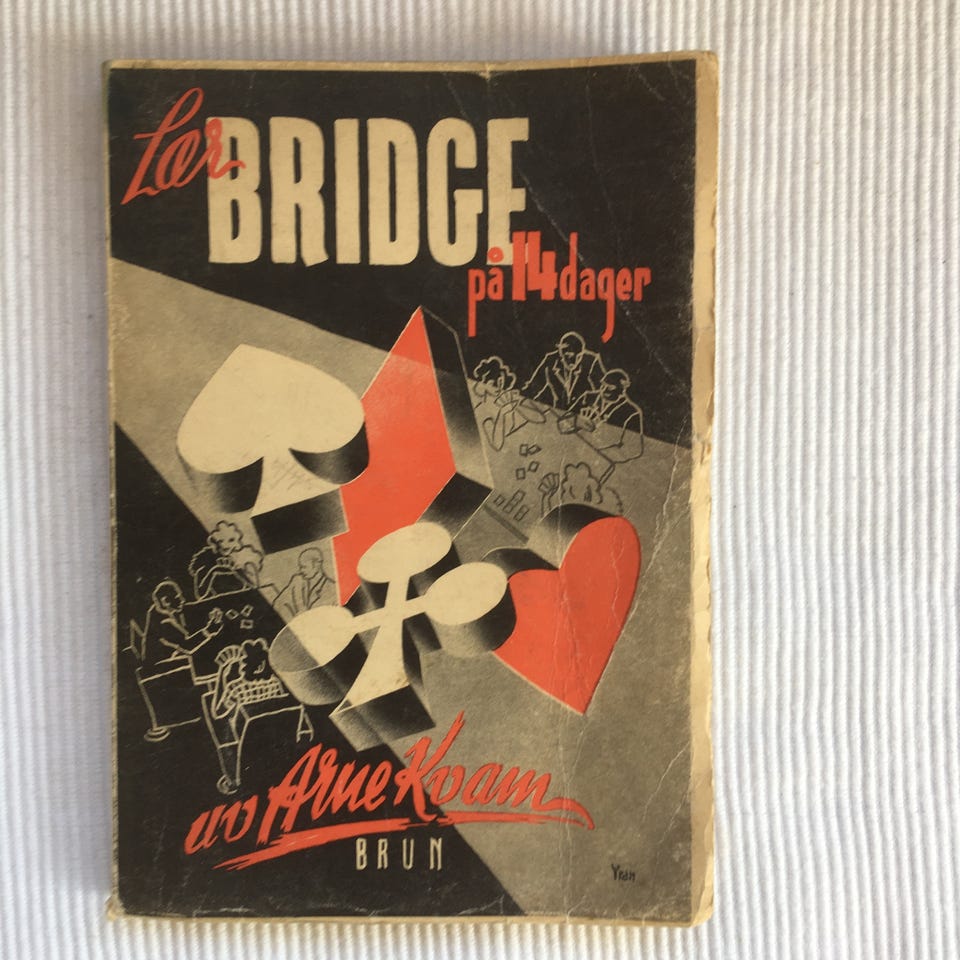 Lær
BRIDGE
på 14 dager
av Arne Kvam
BRUN
Yran